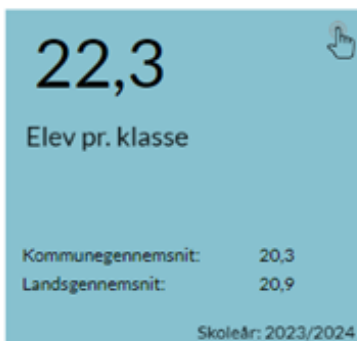 22,3
Elev pr. klasse
Kommunegennemsnit: 20,3
Landsgennemsnit: 20,9
Skoleår: 2023/2024